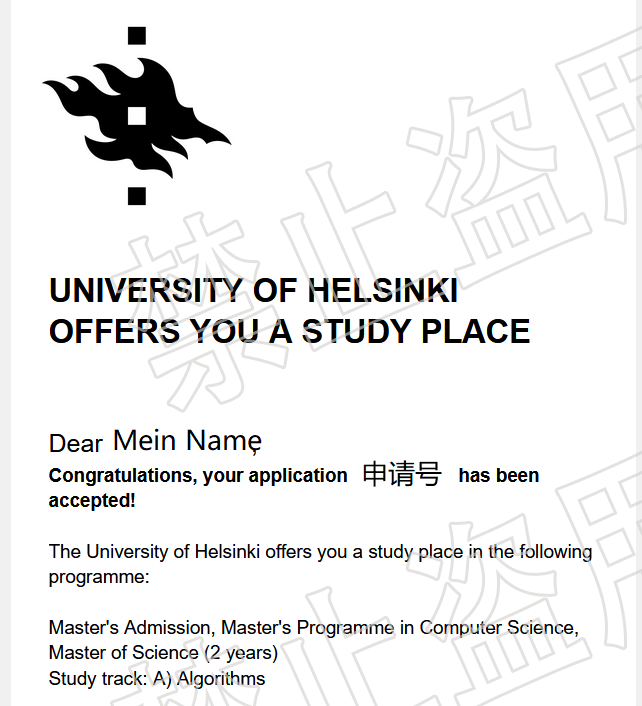 UNIVERSITY OF HELSINKI
OFFERS YOU A STUDY PLACE
Dear Mein Name,
Congratulations, your application 申请号 has been
accepted!
The University of Helsinki offers you a study place in the following
programme:
Master's Admission, Master's Programme in Computer Science,
Master of Science (2 years)
Study track: A) Algorithms
禁止盗用
禁止盗用